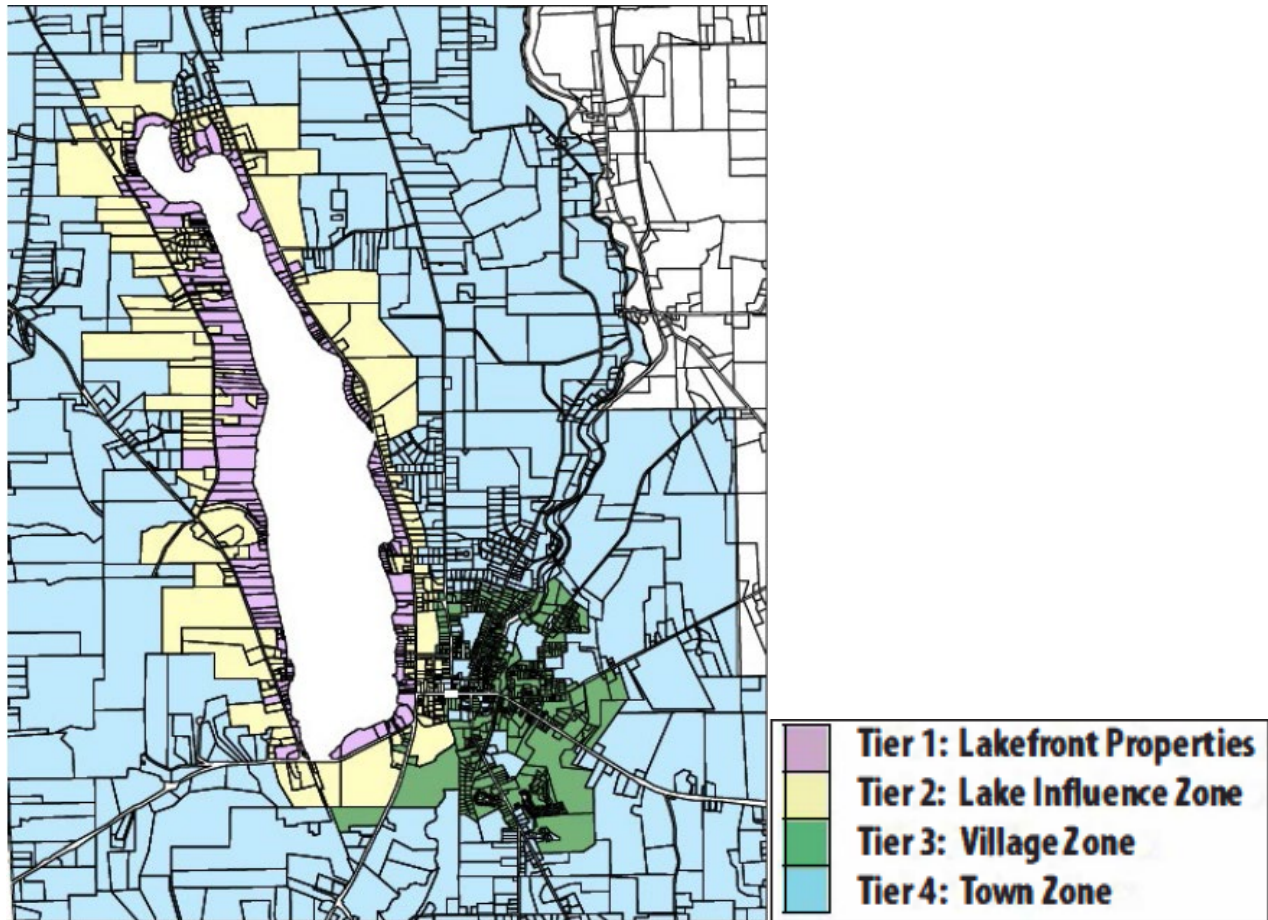 Tier 1: Lakefront Properties
Tier 2: Lake Influence Zone
Tier 3: Village Zone
Tier 4: Town Zone